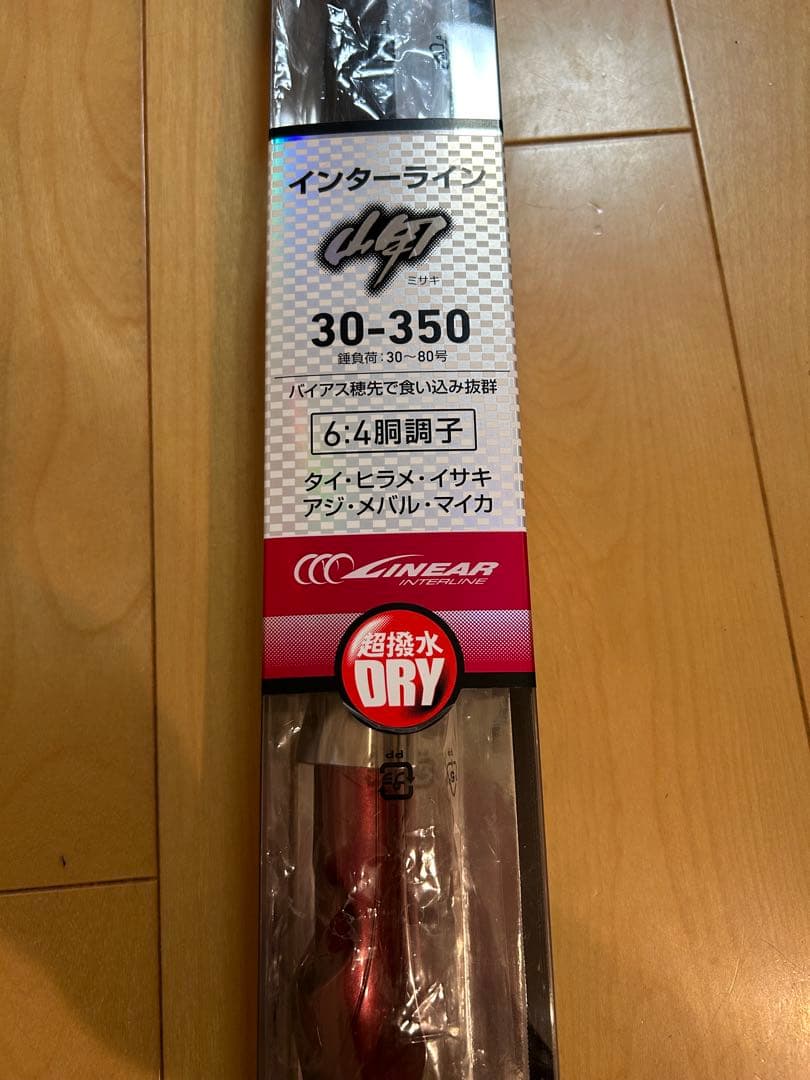 インターライン
岬
ミサキ
30-350
錘負荷:30〜80号
バイアス穂先で食い込み抜群
6:4胴調子
タイ・ヒラメ・イサキ
アジ・メバル・マイカ
LINEAR
INTERLINE
超撥水
DRY
PP
プラ